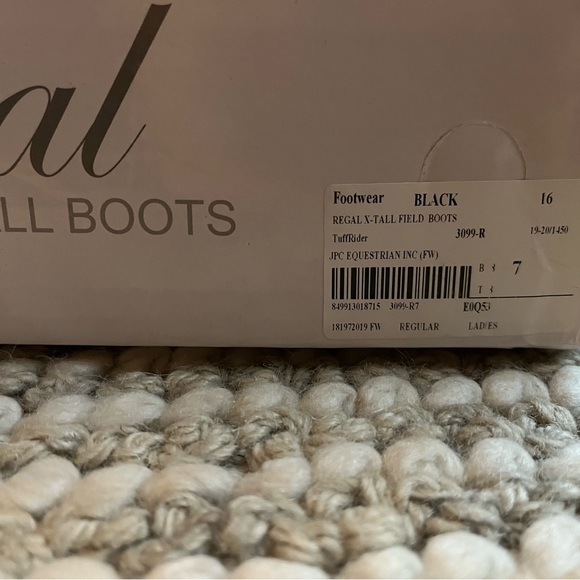 al
ALL BOOTS
Footwear BLACK 16
REGAL X-TALL FIELD BOOTS
TuffRider 3099-R 19-20/1450
JPC EQUESTRIAN INC (FW)
B 7
T
849913018715 3099-R7 E0Q53
181972019 FW REGULAR LADIES